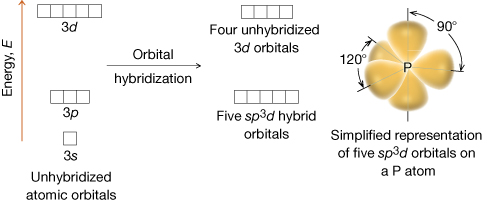 Energy, E
3d
3p
3s
Unhybridized
atomic orbitals
Orbital
hybridization
Four unhybridized
3d orbitals
Five sp³d hybrid
orbitals
90°
120°
P
Simplified representation
of five sp³d orbitals on
a P atom